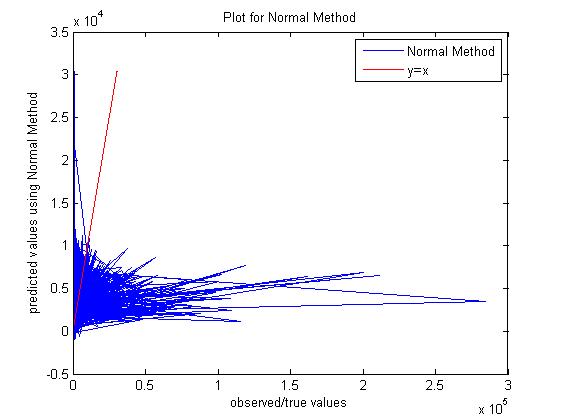 Plot for Normal Method
x 10^4
3.5
3
2.5
2
1.5
1
0.5
0
-0.5
predicted values using Normal Method
Normal Method
y=x
0 0.5 1 1.5 2 2.5 3
observed/true values
x 10^5